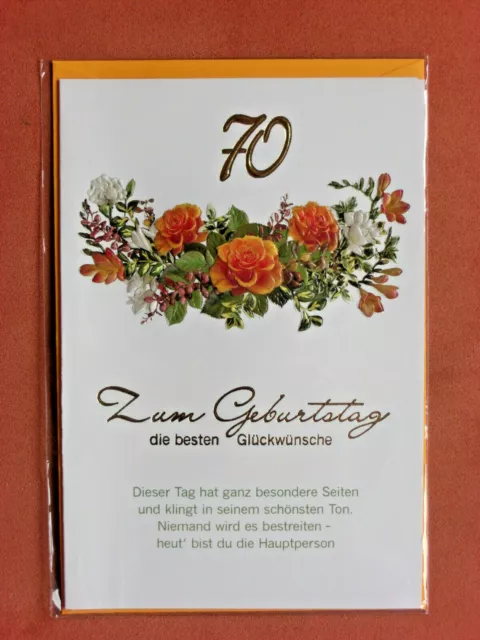 70
Zum Geburtstag
die besten Glückwünsche
Dieser Tag hat ganz besondere Seiten
und klingt in seinem schönsten Ton.
Niemand wird es bestreiten -
heut' bist du die Hauptperson